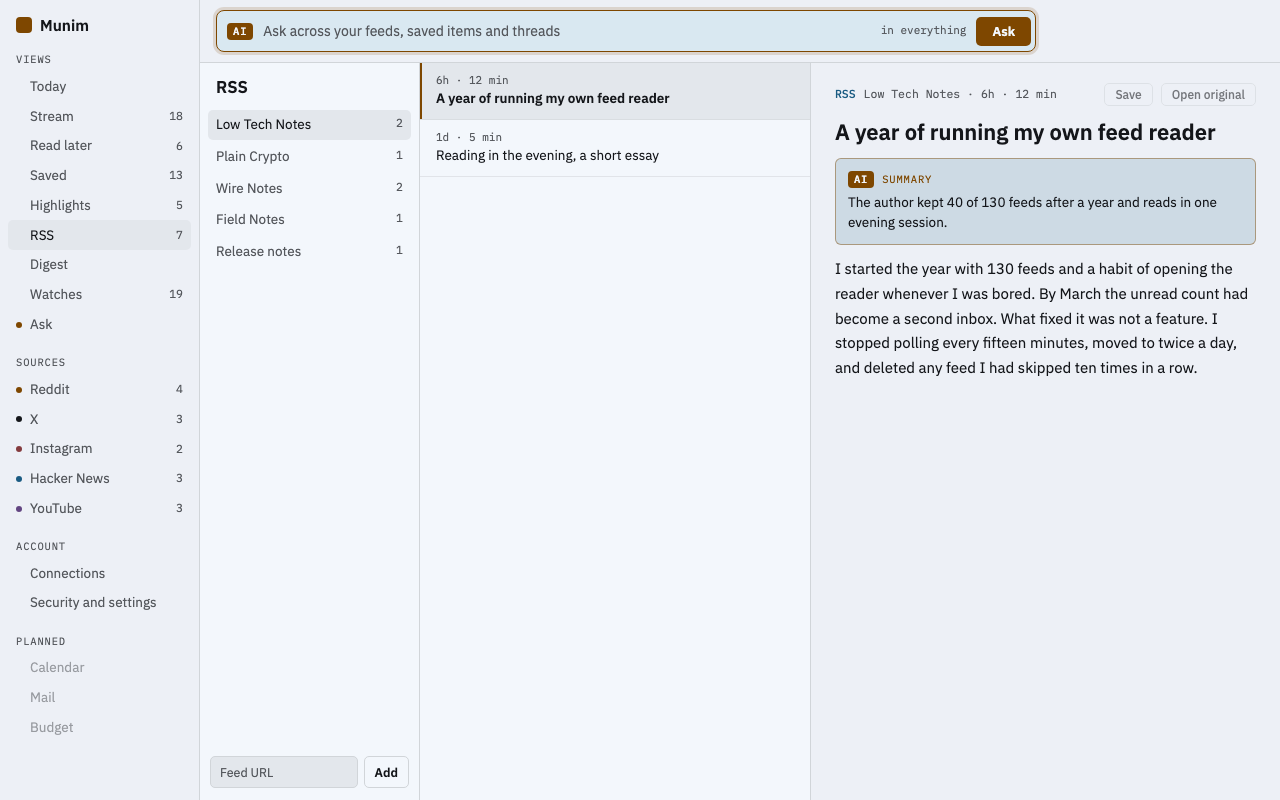 Munim
VIEWS
Today
Stream 18
Read later 6
Saved 13
Highlights 5
RSS 7
Digest
Watches 19
Ask
SOURCES
Reddit 4
X 3
Instagram 2
Hacker News 3
YouTube 3
ACCOUNT
Connections
Security and settings
PLANNED
Calendar
Mail
Budget
AI Ask across your feeds, saved items and threads in everything Ask
RSS
Low Tech Notes 2
Plain Crypto 1
Wire Notes 2
Field Notes 1
Release notes 1
Feed URL Add
6h · 12 min
A year of running my own feed reader
1d · 5 min
Reading in the evening, a short essay
RSS Low Tech Notes · 6h · 12 min Save Open original
A year of running my own feed reader
AI SUMMARY
The author kept 40 of 130 feeds after a year and reads in one
evening session.
I started the year with 130 feeds and a habit of opening the
reader whenever I was bored. By March the unread count had
become a second inbox. What fixed it was not a feature. I
stopped polling every fifteen minutes, moved to twice a day,
and deleted any feed I had skipped ten times in a row.